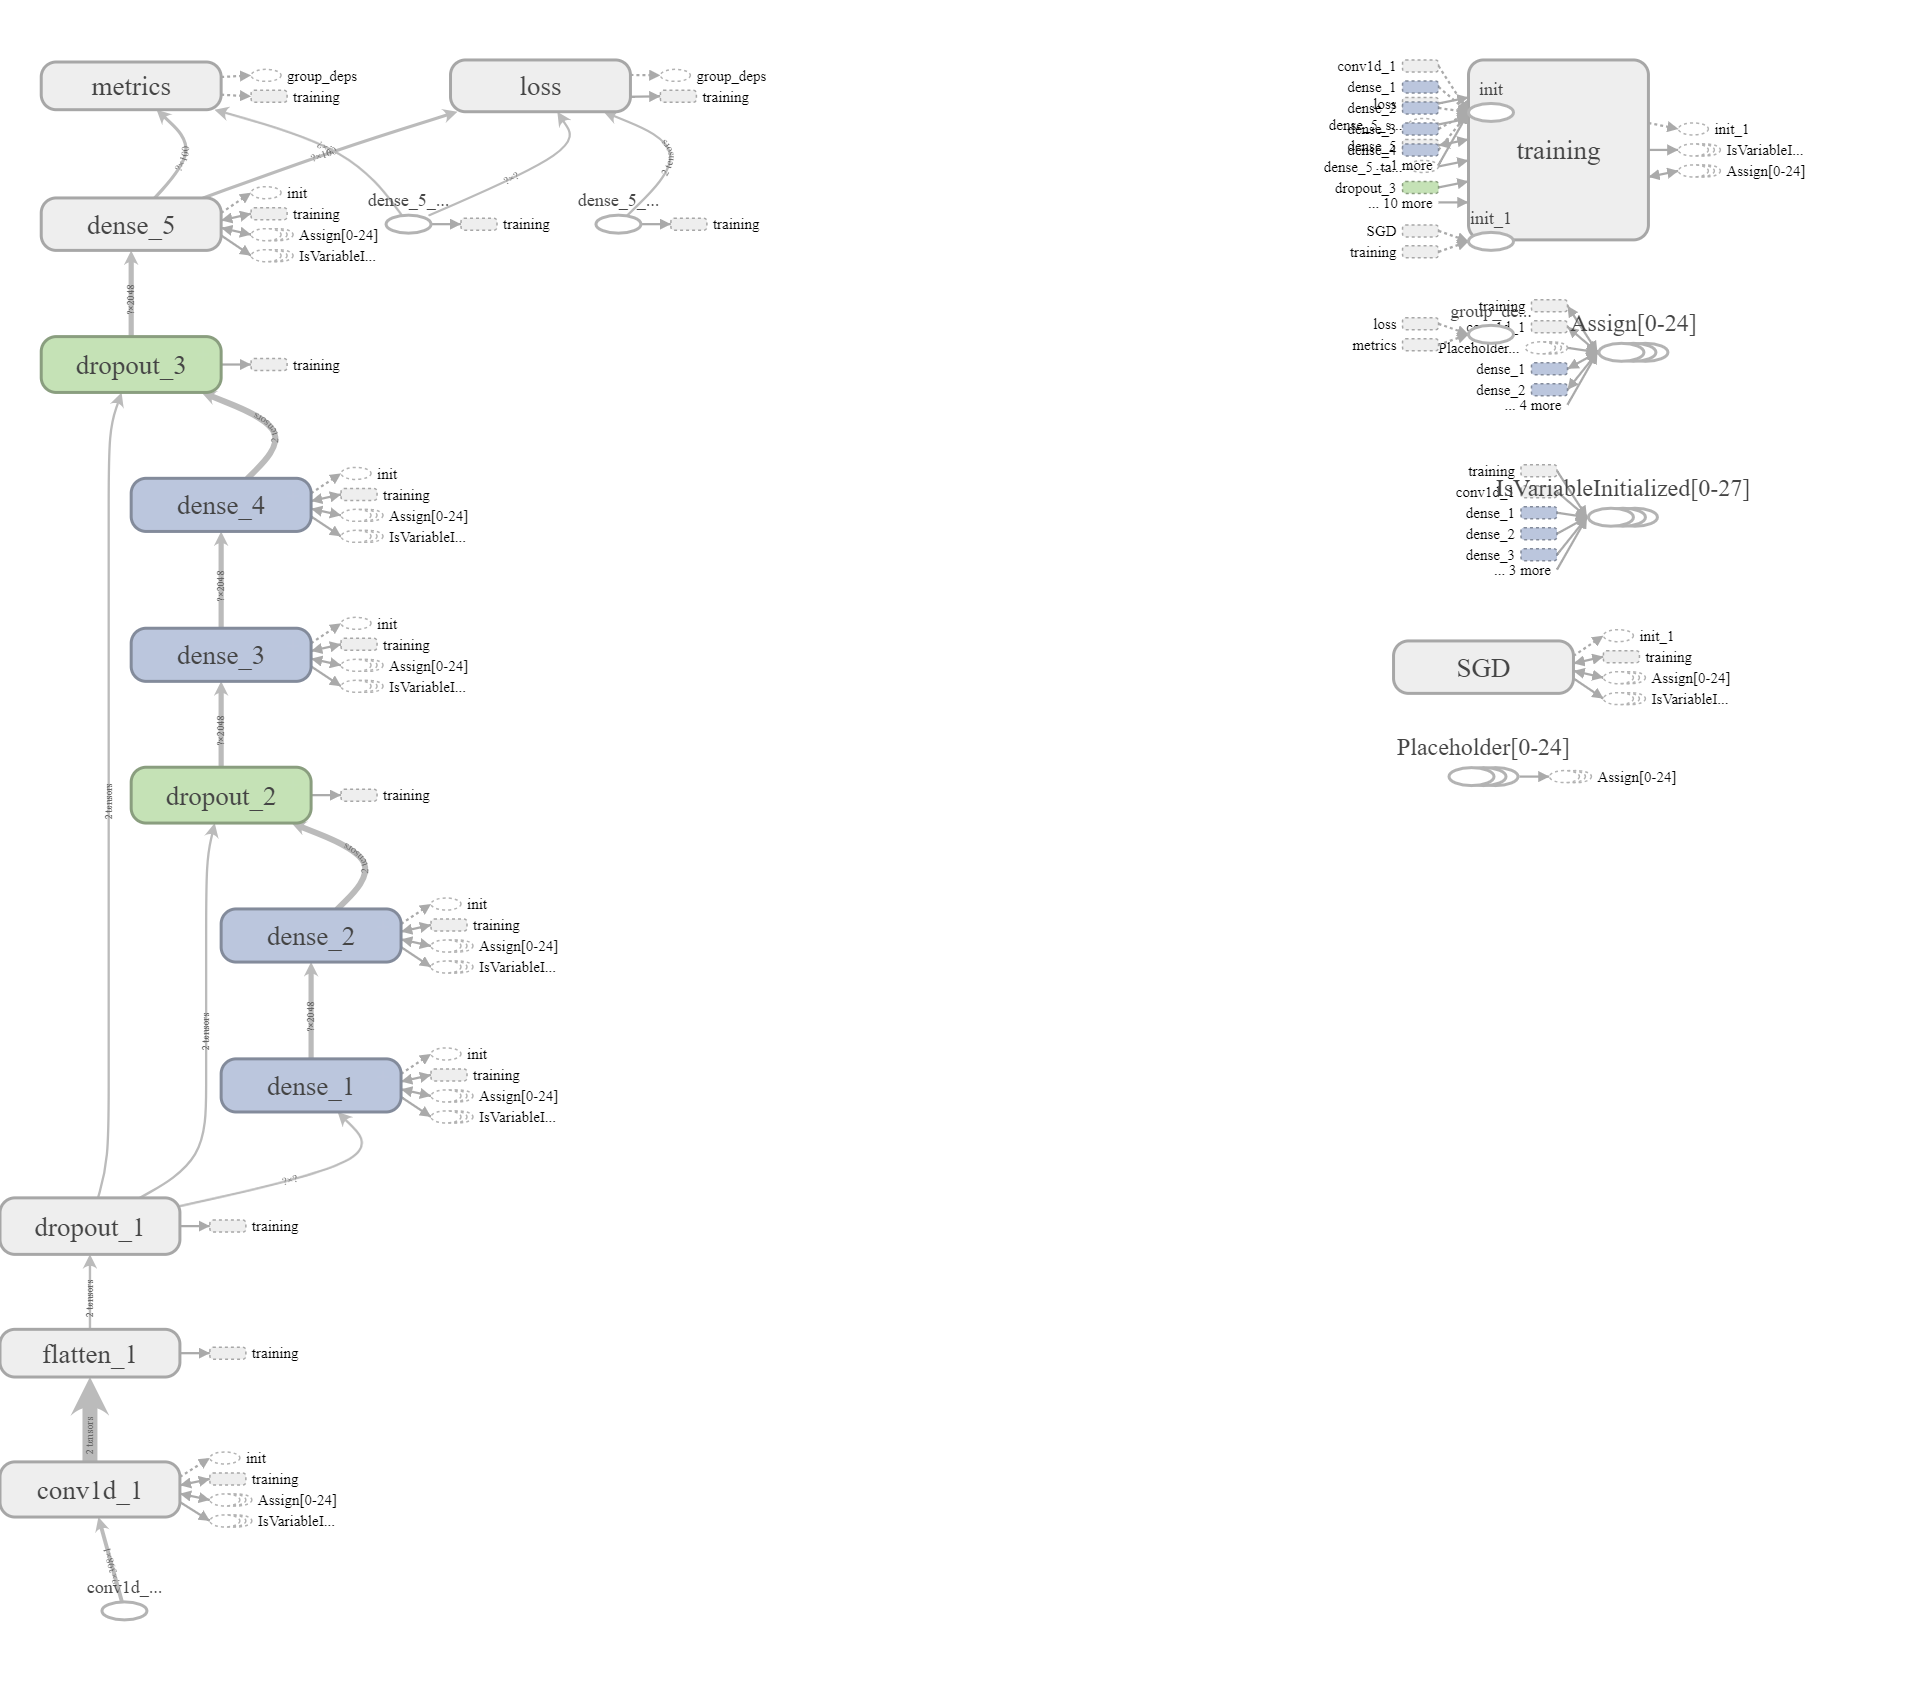 metrics
group_deps
training
loss
group_deps
training
?×100
?×?
2 tensors
dense_5
init
training
Assign[0-24]
IsVariableI...
dense_5_...
training
dense_5_...
training
?×2048
dropout_3
training
2 tensors
dense_4
init
training
Assign[0-24]
IsVariableI...
?×2048
dense_3
init
training
Assign[0-24]
IsVariableI...
?×2048
dropout_2
training
2 tensors
2 tensors
dense_2
init
training
Assign[0-24]
IsVariableI...
2 tensors
?×2048
dense_1
init
training
Assign[0-24]
IsVariableI...
?×?
dropout_1
training
2 tensors
flatten_1
training
2 tensors
conv1d_1
init
training
Assign[0-24]
IsVariableI...
conv1d_...
conv1d_1
dense_1
loss
dense_2
dense_5_s...
dense_3
dense_5
dense_4
... 1 more
dense_5_ta...
dropout_3
... 10 more
SGD
training
init
training
init_1
init_1
IsVariableI...
Assign[0-24]
loss
metrics
group_de...
training
conv1d_1
Placeholder...
dense_1
dense_2
... 4 more
Assign[0-24]
training
conv1d_1
dense_1
dense_2
dense_3
... 3 more
IsVariableInitialized[0-27]
SGD
init_1
training
Assign[0-24]
IsVariableI...
Placeholder[0-24]
Assign[0-24]